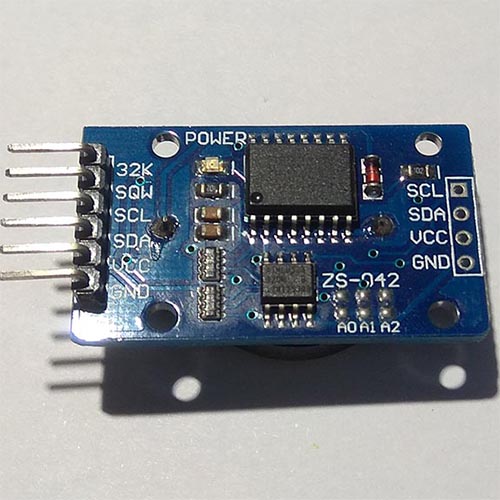 POWER
32K
SQW
SCL
SDA
VCC
GND
SCL
SDA
VCC
GND
ZS-042
A0 A1 A2